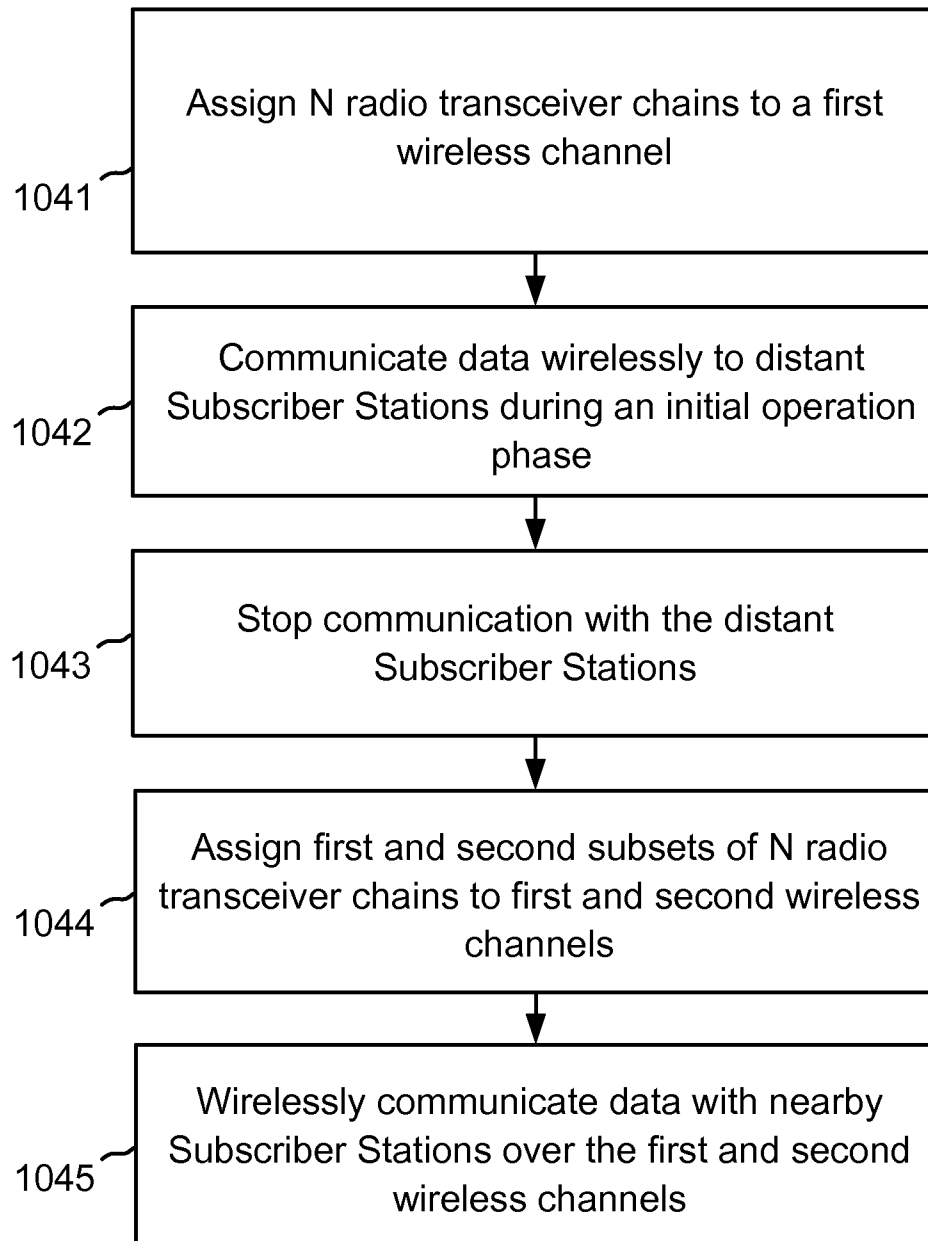 Assign N radio transceiver chains to a first
wireless channel
1041
Communicate data wirelessly to distant
Subscriber Stations during an initial operation
phase
1042
Stop communication with the distant
Subscriber Stations
1043
Assign first and second subsets of N radio
transceiver chains to first and second wireless
channels
1044
Wirelessly communicate data with nearby
Subscriber Stations over the first and second
wireless channels
1045